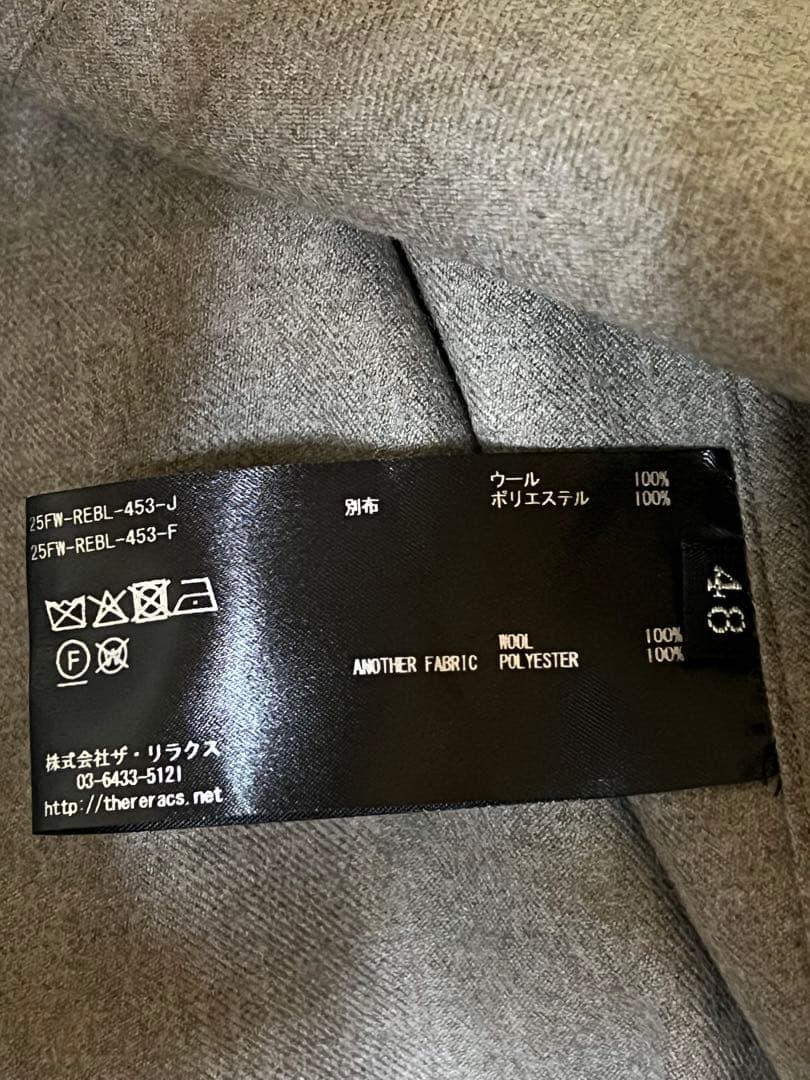 25FW-REBL-453-J
25FW-REBL-453-F
ウール 100%
別布 ポリエステル 100%
F
W
WOOL 100%
ANOTHER FABRIC POLYESTER 100%
48
株式会社ザ・リラクス
03-6433-5121
http://thereracs.net